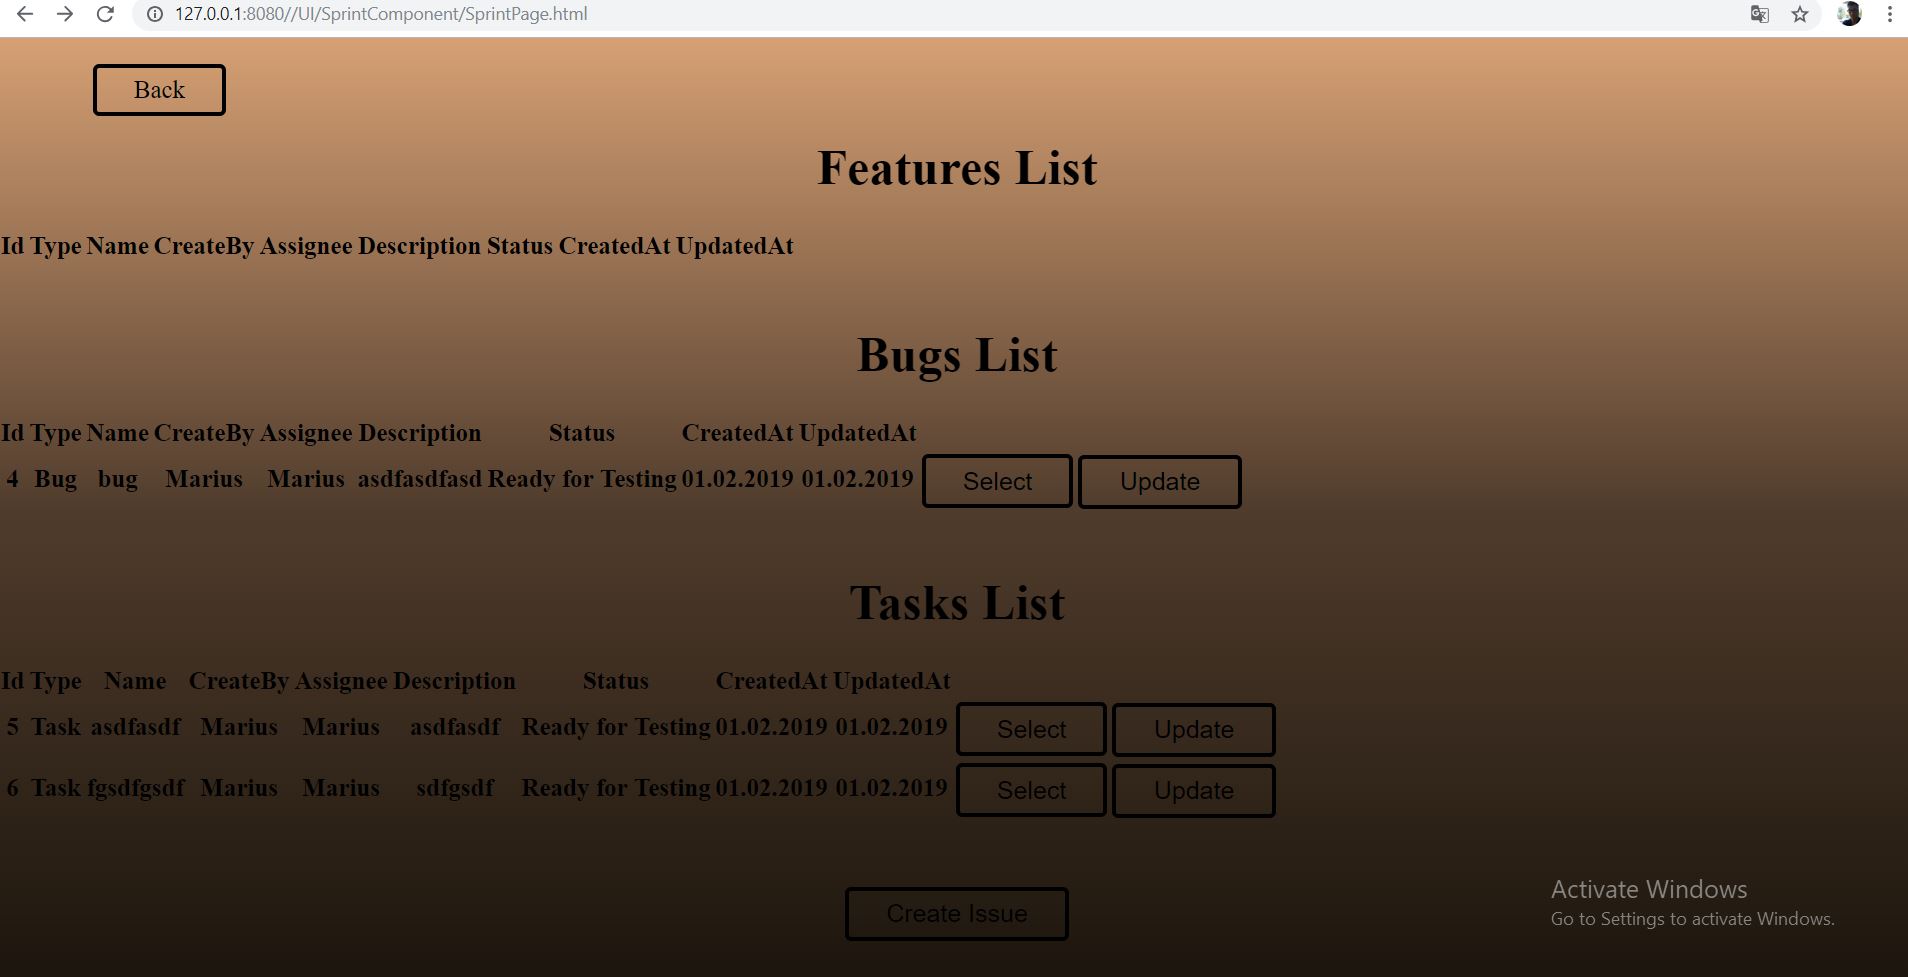 127.0.0.1:8080//UI/SprintComponent/SprintPage.html
Back
Features List
Id Type Name CreateBy Assignee Description Status CreatedAt UpdatedAt
Bugs List
Id Type Name CreateBy Assignee Description Status CreatedAt UpdatedAt
4 Bug bug Marius Marius asdfasdfasd Ready for Testing 01.02.2019 01.02.2019 Select Update
Tasks List
Id Type Name CreateBy Assignee Description Status CreatedAt UpdatedAt
5 Task asdfasdf Marius Marius asdfasdf Ready for Testing 01.02.2019 01.02.2019 Select Update
6 Task fgsdfgsdf Marius Marius sdfgsdf Ready for Testing 01.02.2019 01.02.2019 Select Update
Create Issue
Activate Windows
Go to Settings to activate Windows.